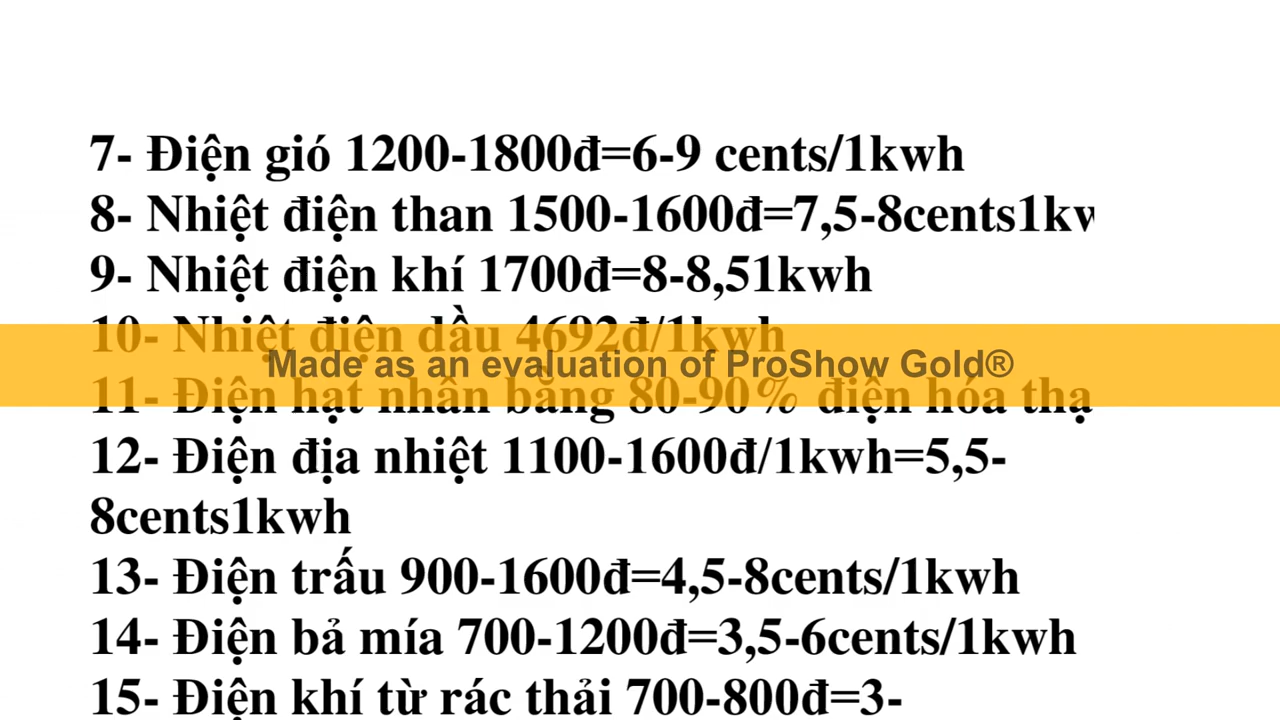 7- Điện gió 1200-1800đ=6-9 cents/1kwh
8- Nhiệt điện than 1500-1600đ=7,5-8cents1kw
9- Nhiệt điện khí 1700đ=8-8,51kwh
10- Nhiệt điện dầu 4692đ/1kwh
Made as an evaluation of ProShow Gold®
11- Điện hạt nhân bằng 80-90% điện hóa thạ
12- Điện địa nhiệt 1100-1600đ/1kwh=5,5-
8cents1kwh
13- Điện trấu 900-1600đ=4,5-8cents/1kwh
14- Điện bả mía 700-1200đ=3,5-6cents/1kwh
15- Điện khí từ rác thải 700-800đ=3-